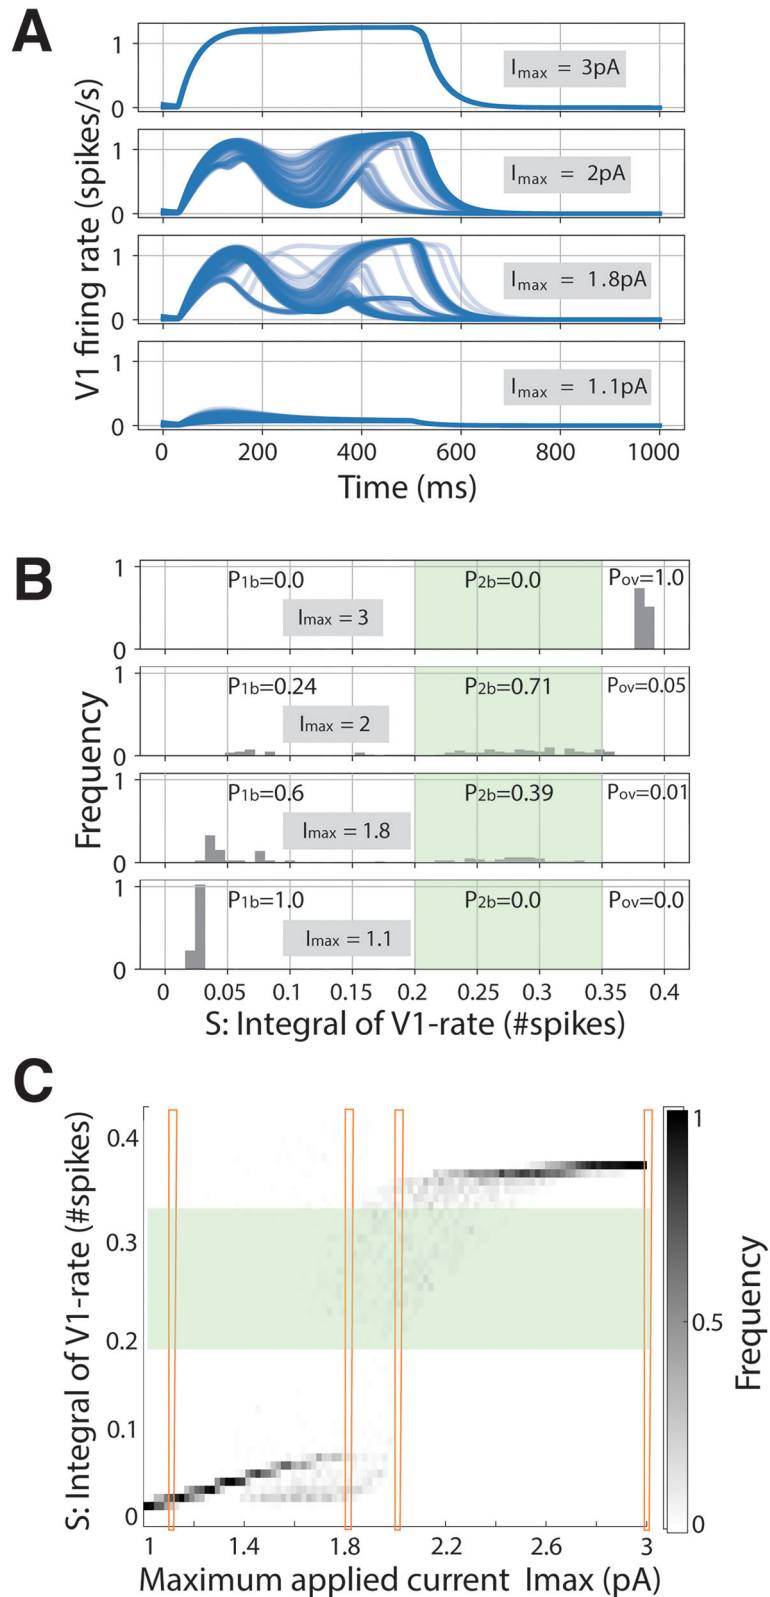 A
V1 firing rate (spikes/s)
1
0
Imax = 3pA
1
0
Imax = 2pA
1
0
Imax = 1.8pA
1
0
Imax = 1.1pA
0 200 400 600 800 1000
Time (ms)
B
Frequency
1
0
P1b=0.0 P2b=0.0 Pov=1.0
Imax = 3
1
0
P1b=0.24 P2b=0.71 Pov=0.05
Imax = 2
1
0
P1b=0.6 P2b=0.39 Pov=0.01
Imax = 1.8
1
0
P1b=1.0 P2b=0.0 Pov=0.0
Imax = 1.1
0 0.05 0.1 0.15 0.2 0.25 0.3 0.35 0.4
S: Integral of V1-rate (#spikes)
C
S: Integral of V1-rate (#spikes)
0.4
0.3
0.2
0.1
0
1 1.4 1.8 2.2 2.6 3
Maximum applied current Imax (pA)
1
0.5
0
Frequency